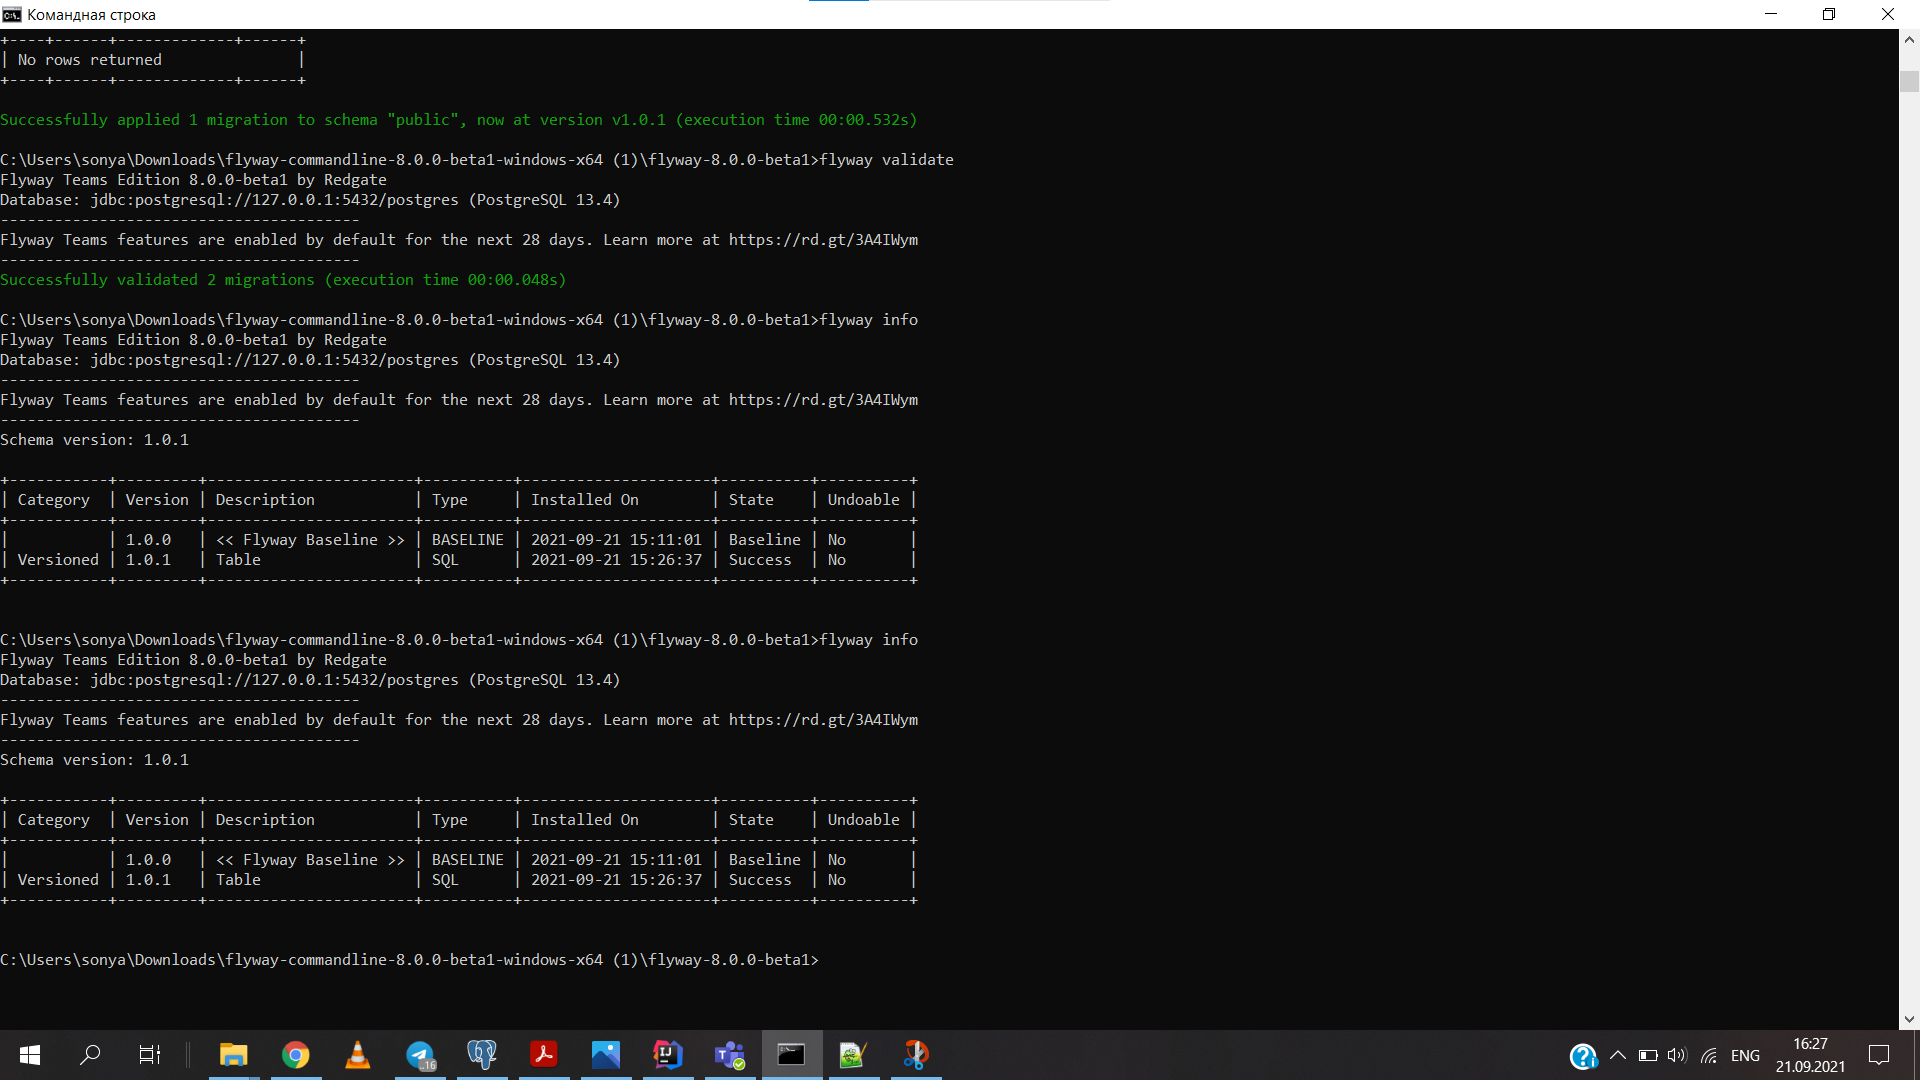 Командная строка
+----+------+-------------+------+
| No rows returned               |
+----+------+-------------+------+
Successfully applied 1 migration to schema "public", now at version v1.0.1 (execution time 00:00.532s)
C:\Users\sonya\Downloads\flyway-commandline-8.0.0-beta1-windows-x64 (1)\flyway-8.0.0-beta1>flyway validate
Flyway Teams Edition 8.0.0-beta1 by Redgate
Database: jdbc:postgresql://127.0.0.1:5432/postgres (PostgreSQL 13.4)
----------------------------------------
Flyway Teams features are enabled by default for the next 28 days. Learn more at https://rd.gt/3A4IWym
----------------------------------------
Successfully validated 2 migrations (execution time 00:00.048s)
C:\Users\sonya\Downloads\flyway-commandline-8.0.0-beta1-windows-x64 (1)\flyway-8.0.0-beta1>flyway info
Flyway Teams Edition 8.0.0-beta1 by Redgate
Database: jdbc:postgresql://127.0.0.1:5432/postgres (PostgreSQL 13.4)
----------------------------------------
Flyway Teams features are enabled by default for the next 28 days. Learn more at https://rd.gt/3A4IWym
----------------------------------------
Schema version: 1.0.1
+-----------+---------+-----------------------+----------+---------------------+----------+----------+
| Category  | Version | Description           | Type     | Installed On        | State    | Undoable |
+-----------+---------+-----------------------+----------+---------------------+----------+----------+
|           | 1.0.0   | << Flyway Baseline >> | BASELINE | 2021-09-21 15:11:01 | Baseline | No       |
| Versioned | 1.0.1   | Table                 | SQL      | 2021-09-21 15:26:37 | Success  | No       |
+-----------+---------+-----------------------+----------+---------------------+----------+----------+
C:\Users\sonya\Downloads\flyway-commandline-8.0.0-beta1-windows-x64 (1)\flyway-8.0.0-beta1>flyway info
Flyway Teams Edition 8.0.0-beta1 by Redgate
Database: jdbc:postgresql://127.0.0.1:5432/postgres (PostgreSQL 13.4)
----------------------------------------
Flyway Teams features are enabled by default for the next 28 days. Learn more at https://rd.gt/3A4IWym
----------------------------------------
Schema version: 1.0.1
+-----------+---------+-----------------------+----------+---------------------+----------+----------+
| Category  | Version | Description           | Type     | Installed On        | State    | Undoable |
+-----------+---------+-----------------------+----------+---------------------+----------+----------+
|           | 1.0.0   | << Flyway Baseline >> | BASELINE | 2021-09-21 15:11:01 | Baseline | No       |
| Versioned | 1.0.1   | Table                 | SQL      | 2021-09-21 15:26:37 | Success  | No       |
+-----------+---------+-----------------------+----------+---------------------+----------+----------+
C:\Users\sonya\Downloads\flyway-commandline-8.0.0-beta1-windows-x64 (1)\flyway-8.0.0-beta1>
..16
ENG
16:27
21.09.2021